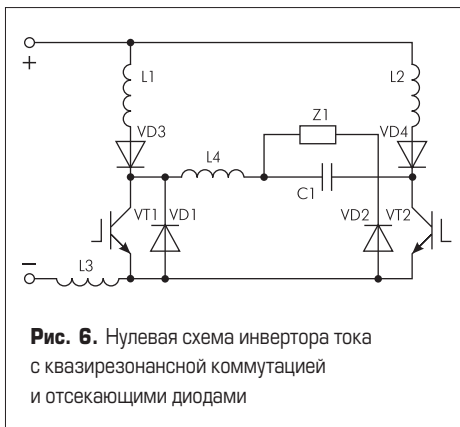 L1
L2
+
VD3
Z1
VD4
L4
C1
VT1 VD1
VD2 VT2
–
L3
Рис. 6. Нулевая схема инвертора тока
с квазирезонансной коммутацией
и отсекающими диодами